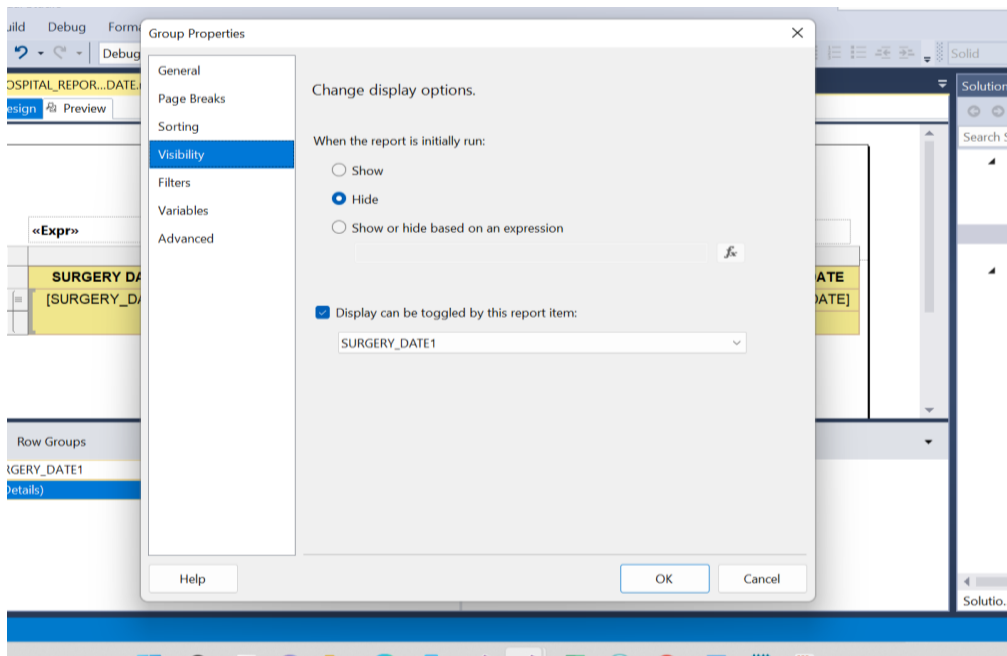 uild Debug Form
Debug
Solid
OSPITAL_REPOR...DATE.
esign Preview
«Expr»
SURGERY DA
[SURGERY_DA
Row Groups
RGERY_DATE1
Details)
Group Properties
General
Page Breaks
Sorting
Visibility
Filters
Variables
Advanced
Change display options.
When the report is initially run:
Show
Hide
Show or hide based on an expression
fx
Display can be toggled by this report item:
SURGERY_DATE1
Help
OK
Cancel
ATE
DATE]
Solution
Search S
Solutio.